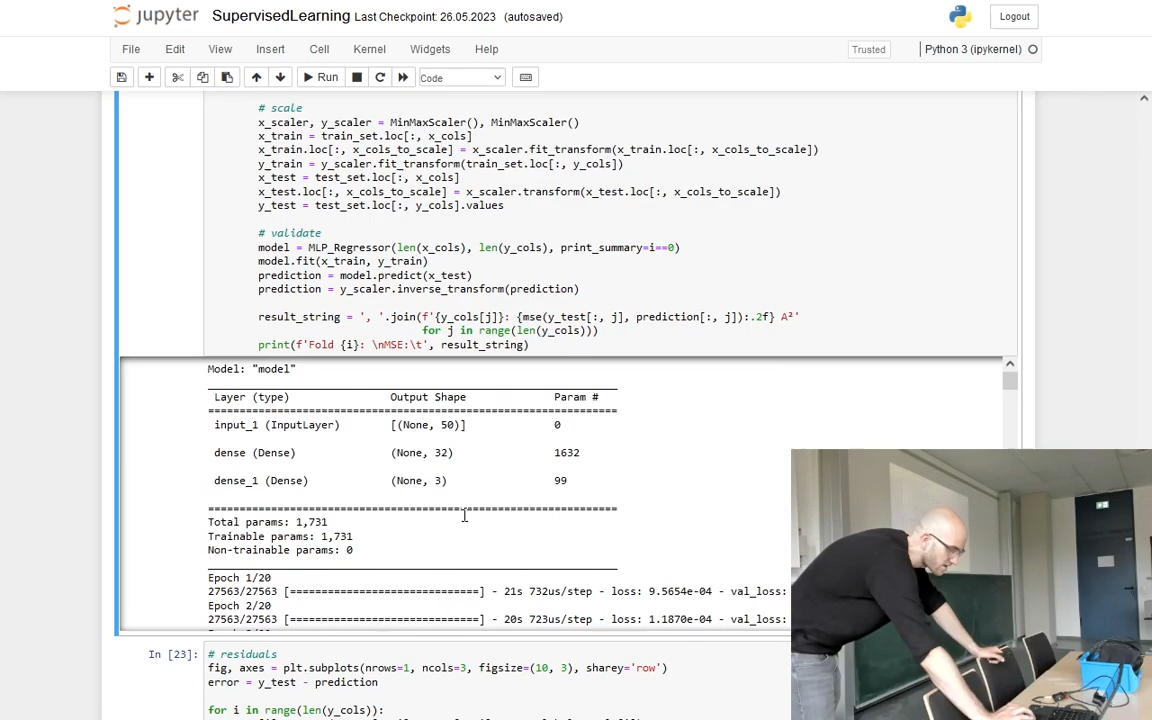 jupyter SupervisedLearning Last Checkpoint: 26.05.2023 (autosaved)
Logout
File Edit View Insert Cell Kernel Widgets Help
Trusted Python 3 (ipykernel)
Run Code
# scale
x_scaler, y_scaler = MinMaxScaler(), MinMaxScaler()
x_train = train_set.loc[:, x_cols]
x_train.loc[:, x_cols_to_scale] = x_scaler.fit_transform(x_train.loc[:, x_cols_to_scale])
y_train = y_scaler.fit_transform(train_set.loc[:, y_cols])
x_test = test_set.loc[:, x_cols]
x_test.loc[:, x_cols_to_scale] = x_scaler.transform(x_test.loc[:, x_cols_to_scale])
y_test = test_set.loc[:, y_cols].values
# validate
model = MLP_Regressor(len(x_cols), len(y_cols), print_summary=i==0)
model.fit(x_train, y_train)
prediction = model.predict(x_test)
prediction = y_scaler.inverse_transform(prediction)
result_string = ', '.join(f'{y_cols[j]}: {mse(y_test[:, j], prediction[:, j]):.2f} A²'
for j in range(len(y_cols)))
print(f'Fold {i}: \nMSE:\t', result_string)
Model: "model"
Layer (type) Output Shape Param #
=================================================================
input_1 (InputLayer) [(None, 50)] 0
dense (Dense) (None, 32) 1632
dense_1 (Dense) (None, 3) 99
=================================================================
Total params: 1,731
Trainable params: 1,731
Non-trainable params: 0
Epoch 1/20
27563/27563 [==============================] - 21s 732us/step - loss: 9.5654e-04 - val_loss:
Epoch 2/20
27563/27563 [==============================] - 20s 723us/step - loss: 1.1870e-04 - val_loss:
In [23]: # residuals
fig, axes = plt.subplots(nrows=1, ncols=3, figsize=(10, 3), sharey='row')
error = y_test - prediction
for i in range(len(y_cols)):